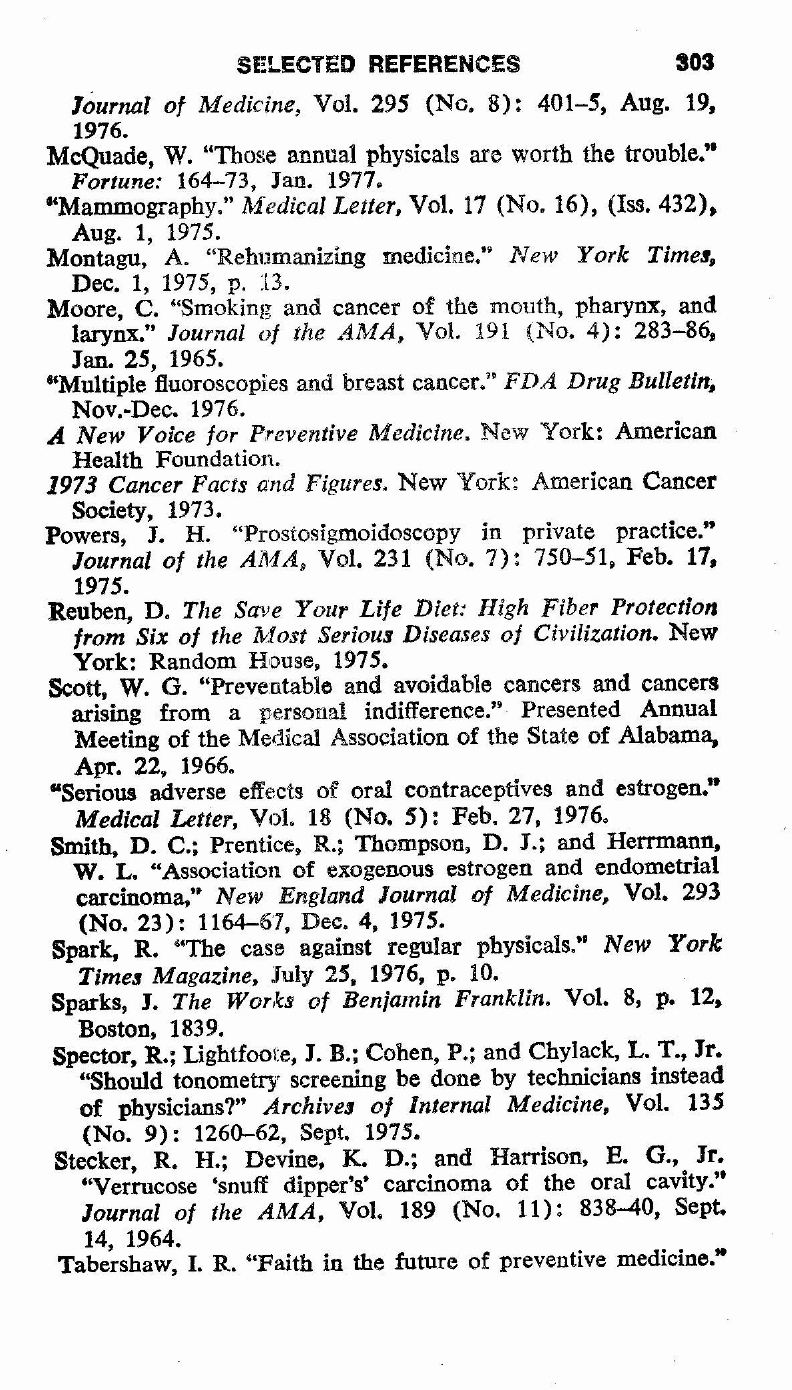 SELECTED REFERENCES 303
Journal of Medicine, Vol. 295 (No. 8): 401–5, Aug. 19,
1976.
McQuade, W. “Those annual physicals are worth the trouble.”
Fortune: 164–73, Jan. 1977.
“Mammography.” Medical Letter, Vol. 17 (No. 16), (Iss. 432),
Aug. 1, 1975.
Montagu, A. “Rehumanizing medicine.” New York Times,
Dec. 1, 1975, p. 13.
Moore, C. “Smoking and cancer of the mouth, pharynx, and
larynx.” Journal of the AMA, Vol. 191 (No. 4): 283–86,
Jan. 25, 1965.
“Multiple fluoroscopies and breast cancer.” FDA Drug Bulletin,
Nov.-Dec. 1976.
A New Voice for Preventive Medicine. New York: American
Health Foundation.
1973 Cancer Facts and Figures. New York: American Cancer
Society, 1973.
Powers, J. H. “Prostosigmoidoscopy in private practice.”
Journal of the AMA, Vol. 231 (No. 7): 750–51, Feb. 17,
1975.
Reuben, D. The Save Your Life Diet: High Fiber Protection
from Six of the Most Serious Diseases of Civilization. New
York: Random House, 1975.
Scott, W. G. “Preventable and avoidable cancers and cancers
arising from a personal indifference.” Presented Annual
Meeting of the Medical Association of the State of Alabama,
Apr. 22, 1966.
“Serious adverse effects of oral contraceptives and estrogen.”
Medical Letter, Vol. 18 (No. 5): Feb. 27, 1976.
Smith, D. C.; Prentice, R.; Thompson, D. J.; and Herrmann,
W. L. “Association of exogenous estrogen and endometrial
carcinoma,” New England Journal of Medicine, Vol. 293
(No. 23): 1164–67, Dec. 4, 1975.
Spark, R. “The case against regular physicals.” New York
Times Magazine, July 25, 1976, p. 10.
Sparks, J. The Works of Benjamin Franklin. Vol. 8, p. 12,
Boston, 1839.
Spector, R.; Lightfoote, J. B.; Cohen, P.; and Chylack, L. T., Jr.
“Should tonometry screening be done by technicians instead
of physicians?” Archives of Internal Medicine, Vol. 135
(No. 9): 1260–62, Sept. 1975.
Stecker, R. H.; Devine, K. D.; and Harrison, E. G., Jr.
“Verrucose ‘snuff dipper’s’ carcinoma of the oral cavity.”
Journal of the AMA, Vol. 189 (No. 11): 838–40, Sept.
14, 1964.
Tabershaw, I. R. “Faith in the future of preventive medicine.”